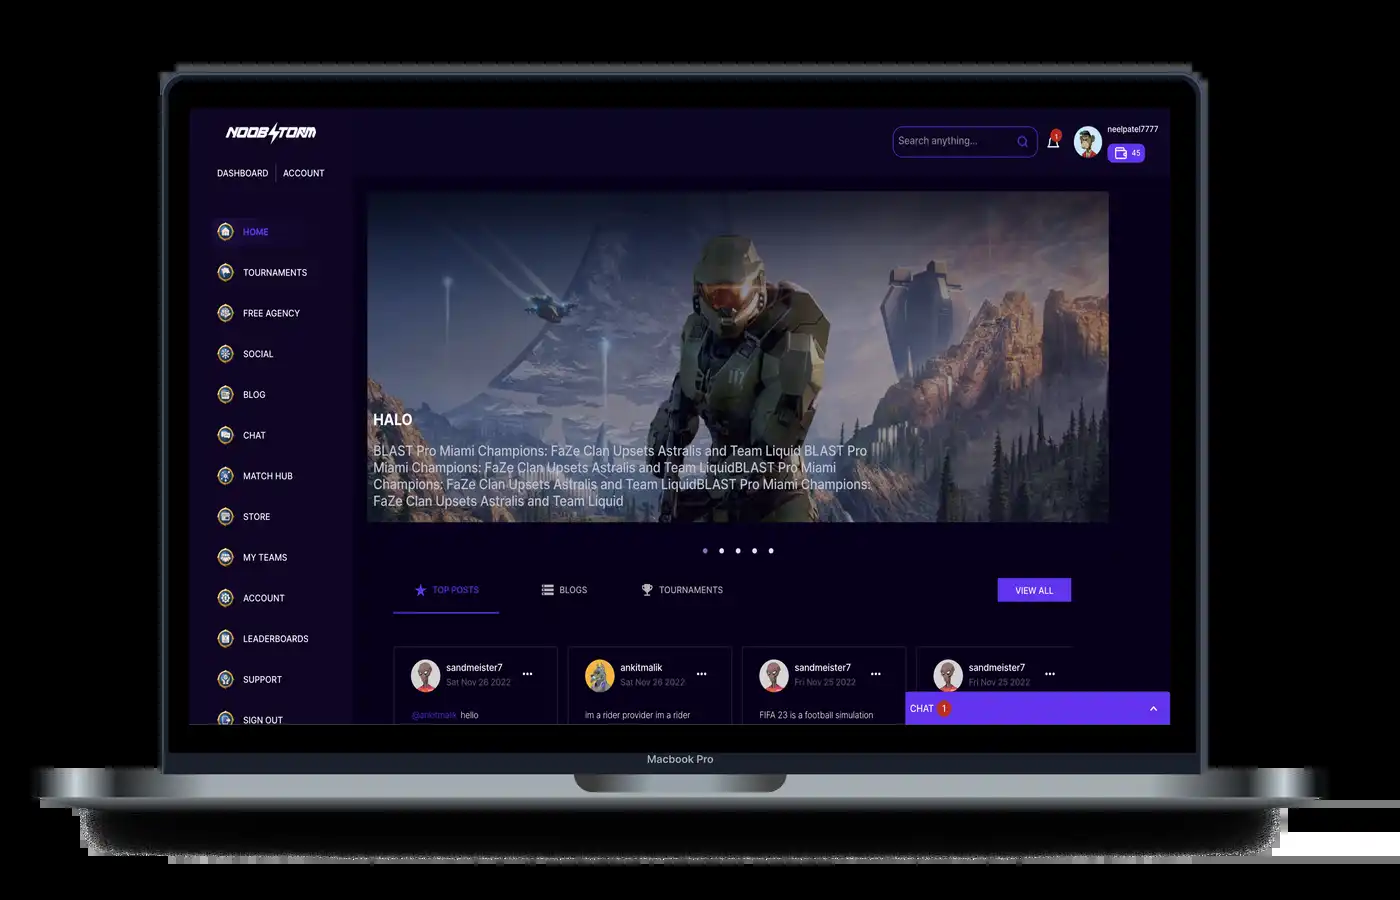 NOOBSTORM
DASHBOARD
ACCOUNT
Search anything...
1
neelpatel7777
45
HOME
TOURNAMENTS
FREE AGENCY
SOCIAL
BLOG
CHAT
MATCH HUB
STORE
MY TEAMS
ACCOUNT
LEADERBOARDS
SUPPORT
SIGN OUT
117
HALO
BLAST Pro Miami Champions: FaZe Clan Upsets Astralis and Team Liquid BLAST Pro
Miami Champions: FaZe Clan Upsets Astralis and Team LiquidBLAST Pro Miami
Champions: FaZe Clan Upsets Astralis and Team LiquidBLAST Pro Miami Champions:
FaZe Clan Upsets Astralis and Team Liquid
TOP POSTS
BLOGS
TOURNAMENTS
VIEW ALL
sandmeister7
Sat Nov 26 2022
@ankitmalik hello
ankitmalik
Sat Nov 26 2022
im a rider provider im a rider
sandmeister7
Fri Nov 25 2022
FIFA 23 is a football simulation
sandmeister7
Fri Nov 25 2022
CHAT 1
Macbook Pro